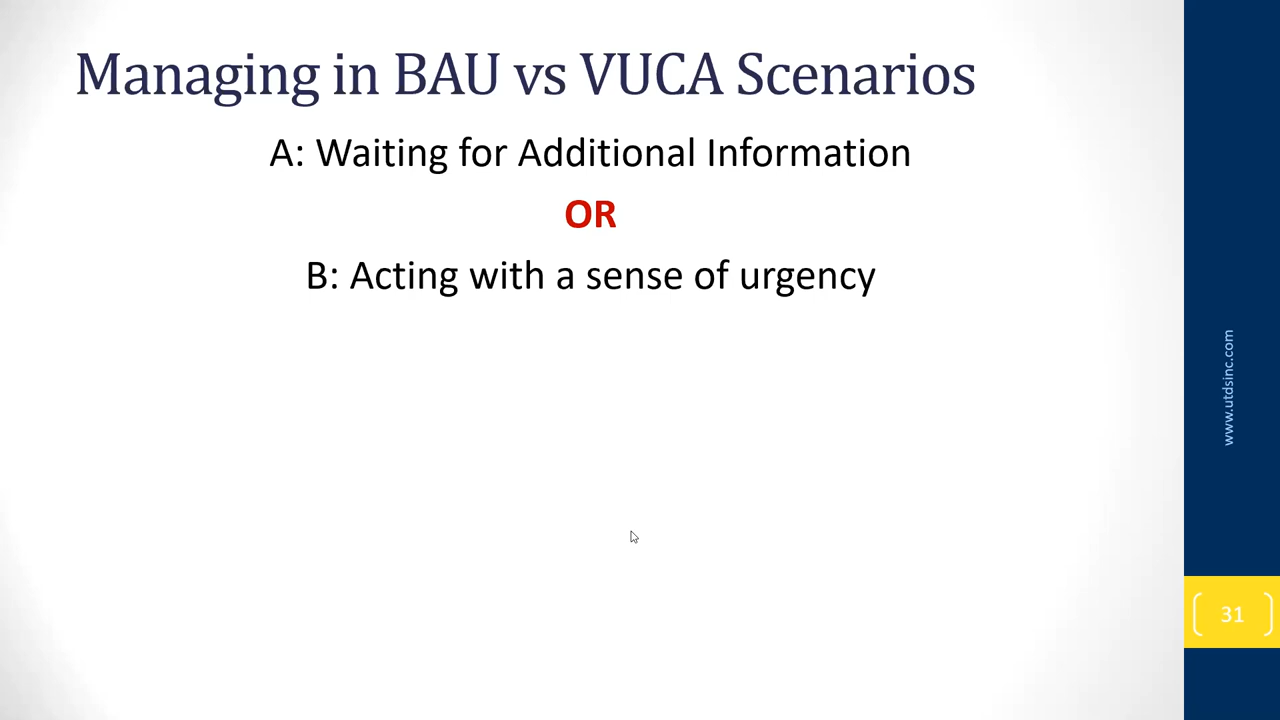 Managing in BAU vs VUCA Scenarios
A: Waiting for Additional Information
OR
B: Acting with a sense of urgency
www.utdsinc.com
31